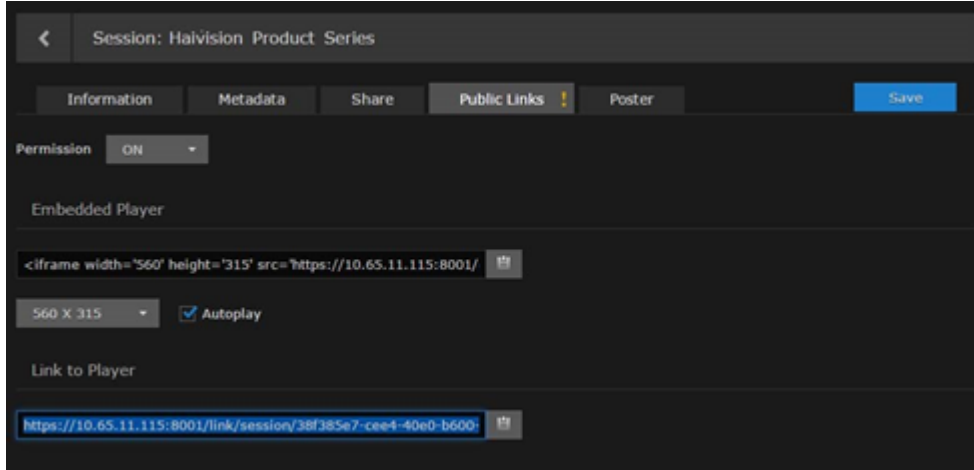 Session: Haivision Product Series
Information Metadata Share Public Links ! Poster Save
Permission ON
Embedded Player
<iframe width="560" height="315" src="https://10.65.11.115:8001/
560 X 315 Autoplay
Link to Player
https://10.65.11.115:8001/link/session/38f385e7-cee4-40e0-b600-